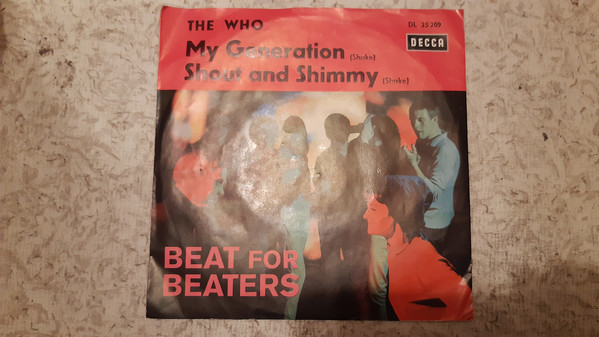 THE WHO
DL 25 209
DECCA
My Generation (Shake)
Shout and Shimmy (Shake)
BEAT FOR
BEATERS